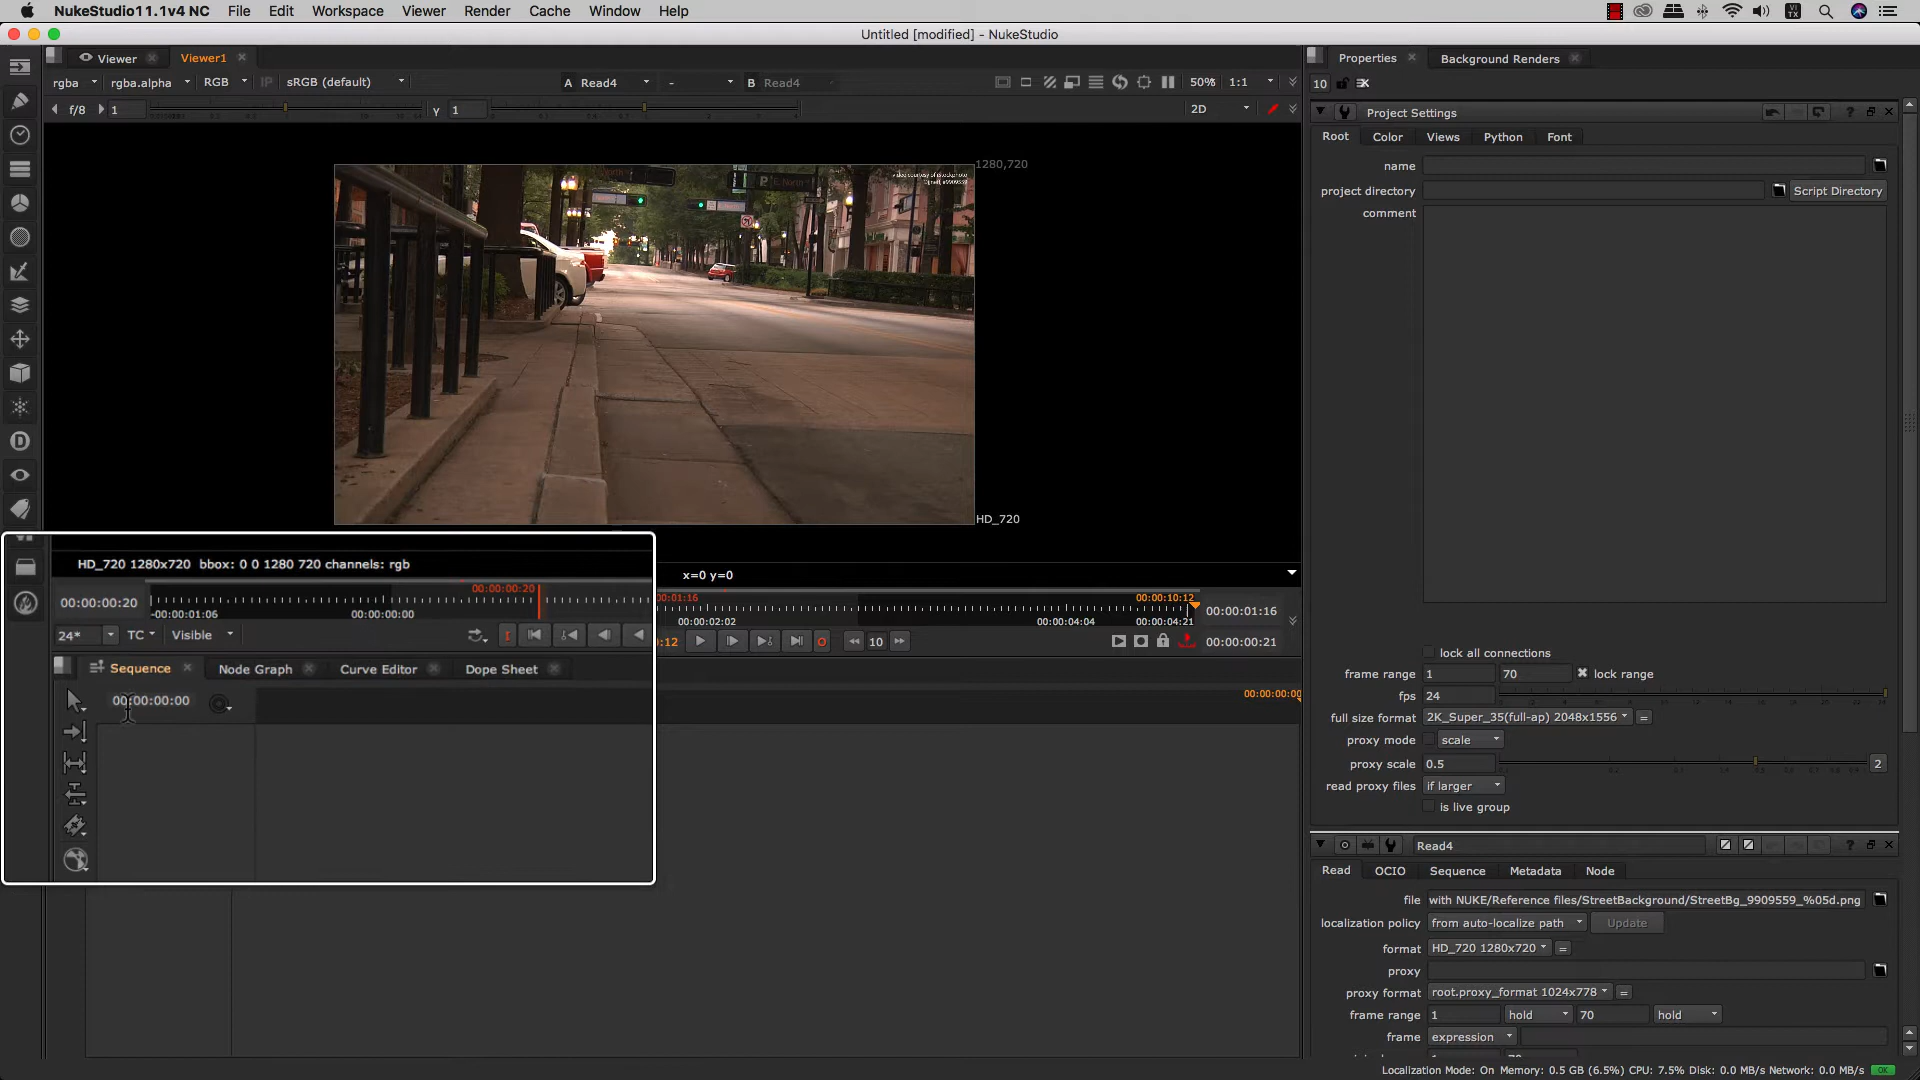 NukeStudio11.1v4 NC File Edit Workspace Viewer Render Cache Window Help
Untitled [modified] - NukeStudio
Viewer Viewer1
rgba rgba.alpha RGB IP sRGB (default) A Read4 - B Read4 50% 1:1
f/8 1 γ 1 2D
1280,720
HD_720
HD_720 1280x720 bbox: 0 0 1280 720 channels: rgb
00:00:00:20
00:00:00:20
-00:00:01:06 00:00:00:00
24* TC Visible
Sequence Node Graph Curve Editor Dope Sheet
00:00:00:00
x=0 y=0
:01:16 00:00:10:12 00:00:01:16
00:00:02:02 00:00:04:04 00:00:04:21
:12 10 00:00:00:21
00:00:00:00
Properties Background Renders
10
Project Settings
Root Color Views Python Font
name
project directory Script Directory
comment
lock all connections
frame range 1 70 lock range
fps 24
full size format 2K_Super_35(full-ap) 2048x1556 =
proxy mode scale
proxy scale 0.5 2
read proxy files if larger
is live group
Read4
Read OCIO Sequence Metadata Node
file with NUKE/Reference files/StreetBackground/StreetBg_9909559_%05d.png
localization policy from auto-localize path Update
format HD_720 1280x720 =
proxy
proxy format root.proxy_format 1024x778 =
frame range 1 hold 70 hold
frame expression
Localization Mode: On Memory: 0.5 GB (6.5%) CPU: 7.5% Disk: 0.0 MB/s Network: 0.0 MB/s OK